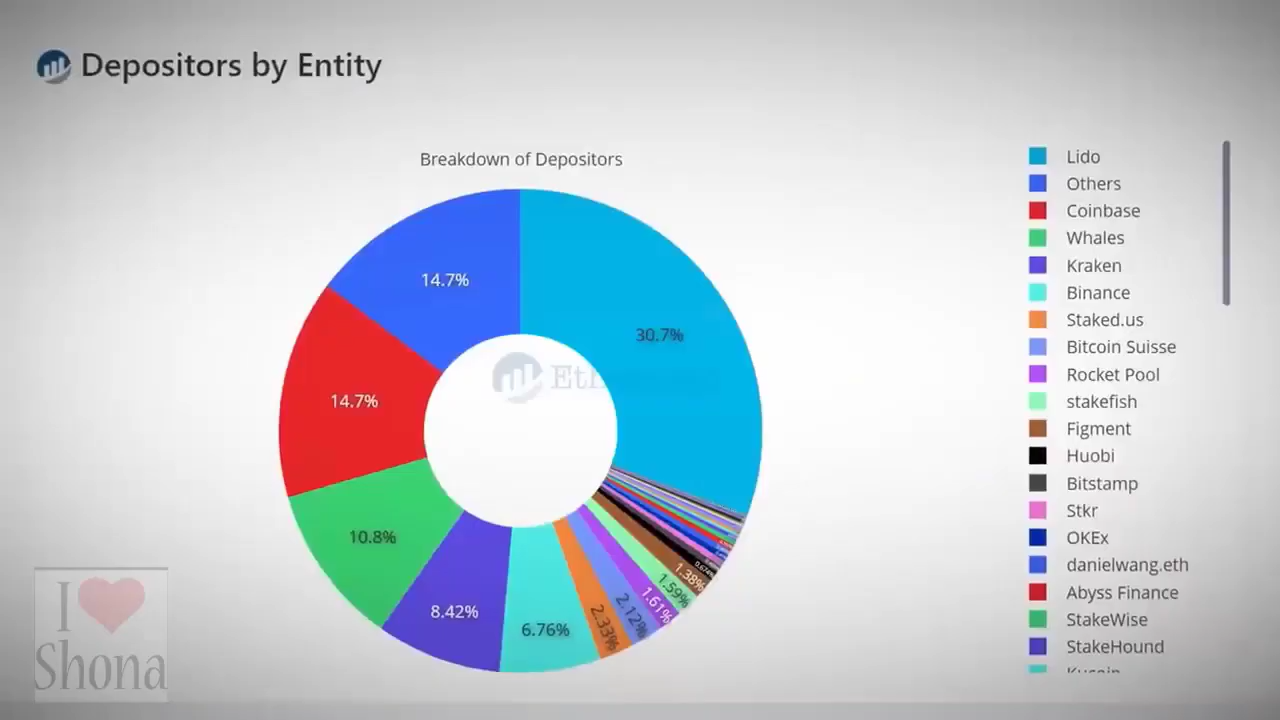 Depositors by Entity
Breakdown of Depositors
14.7%
30.7%
14.7%
10.8%
8.42%
6.76%
2.33%
2.12%
1.61%
1.59%
1.38%
Lido
Others
Coinbase
Whales
Kraken
Binance
Staked.us
Bitcoin Suisse
Rocket Pool
stakefish
Figment
Huobi
Bitstamp
Stkr
OKEx
danielwang.eth
Abyss Finance
StakeWise
StakeHound
I
Shona